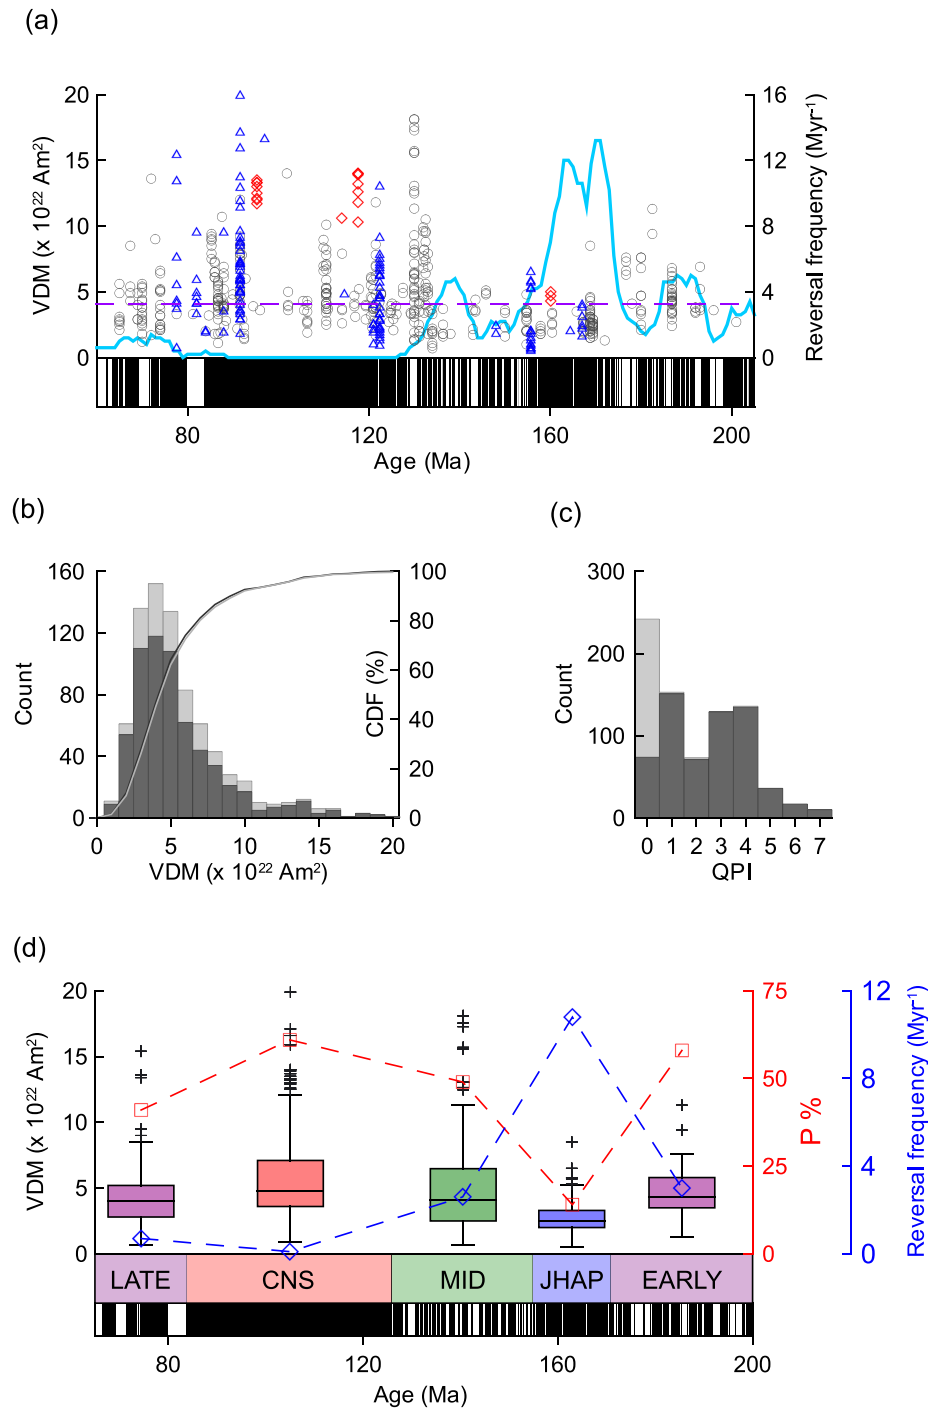 (a)
VDM (x 10²² Am²)
20
15
10
5
0
Reversal frequency (Myr⁻¹)
16
12
8
4
0
80 120 160 200
Age (Ma)
(b)
Count
160
120
80
40
0
CDF (%)
100
80
60
40
20
0
0 5 10 15 20
VDM (x 10²² Am²)
(c)
Count
300
200
100
0
0 1 2 3 4 5 6 7
QPI
(d)
VDM (x 10²² Am²)
20
15
10
5
0
P %
75
50
25
0
Reversal frequency (Myr⁻¹)
12
8
4
0
LATE CNS MID JHAP EARLY
80 120 160 200
Age (Ma)